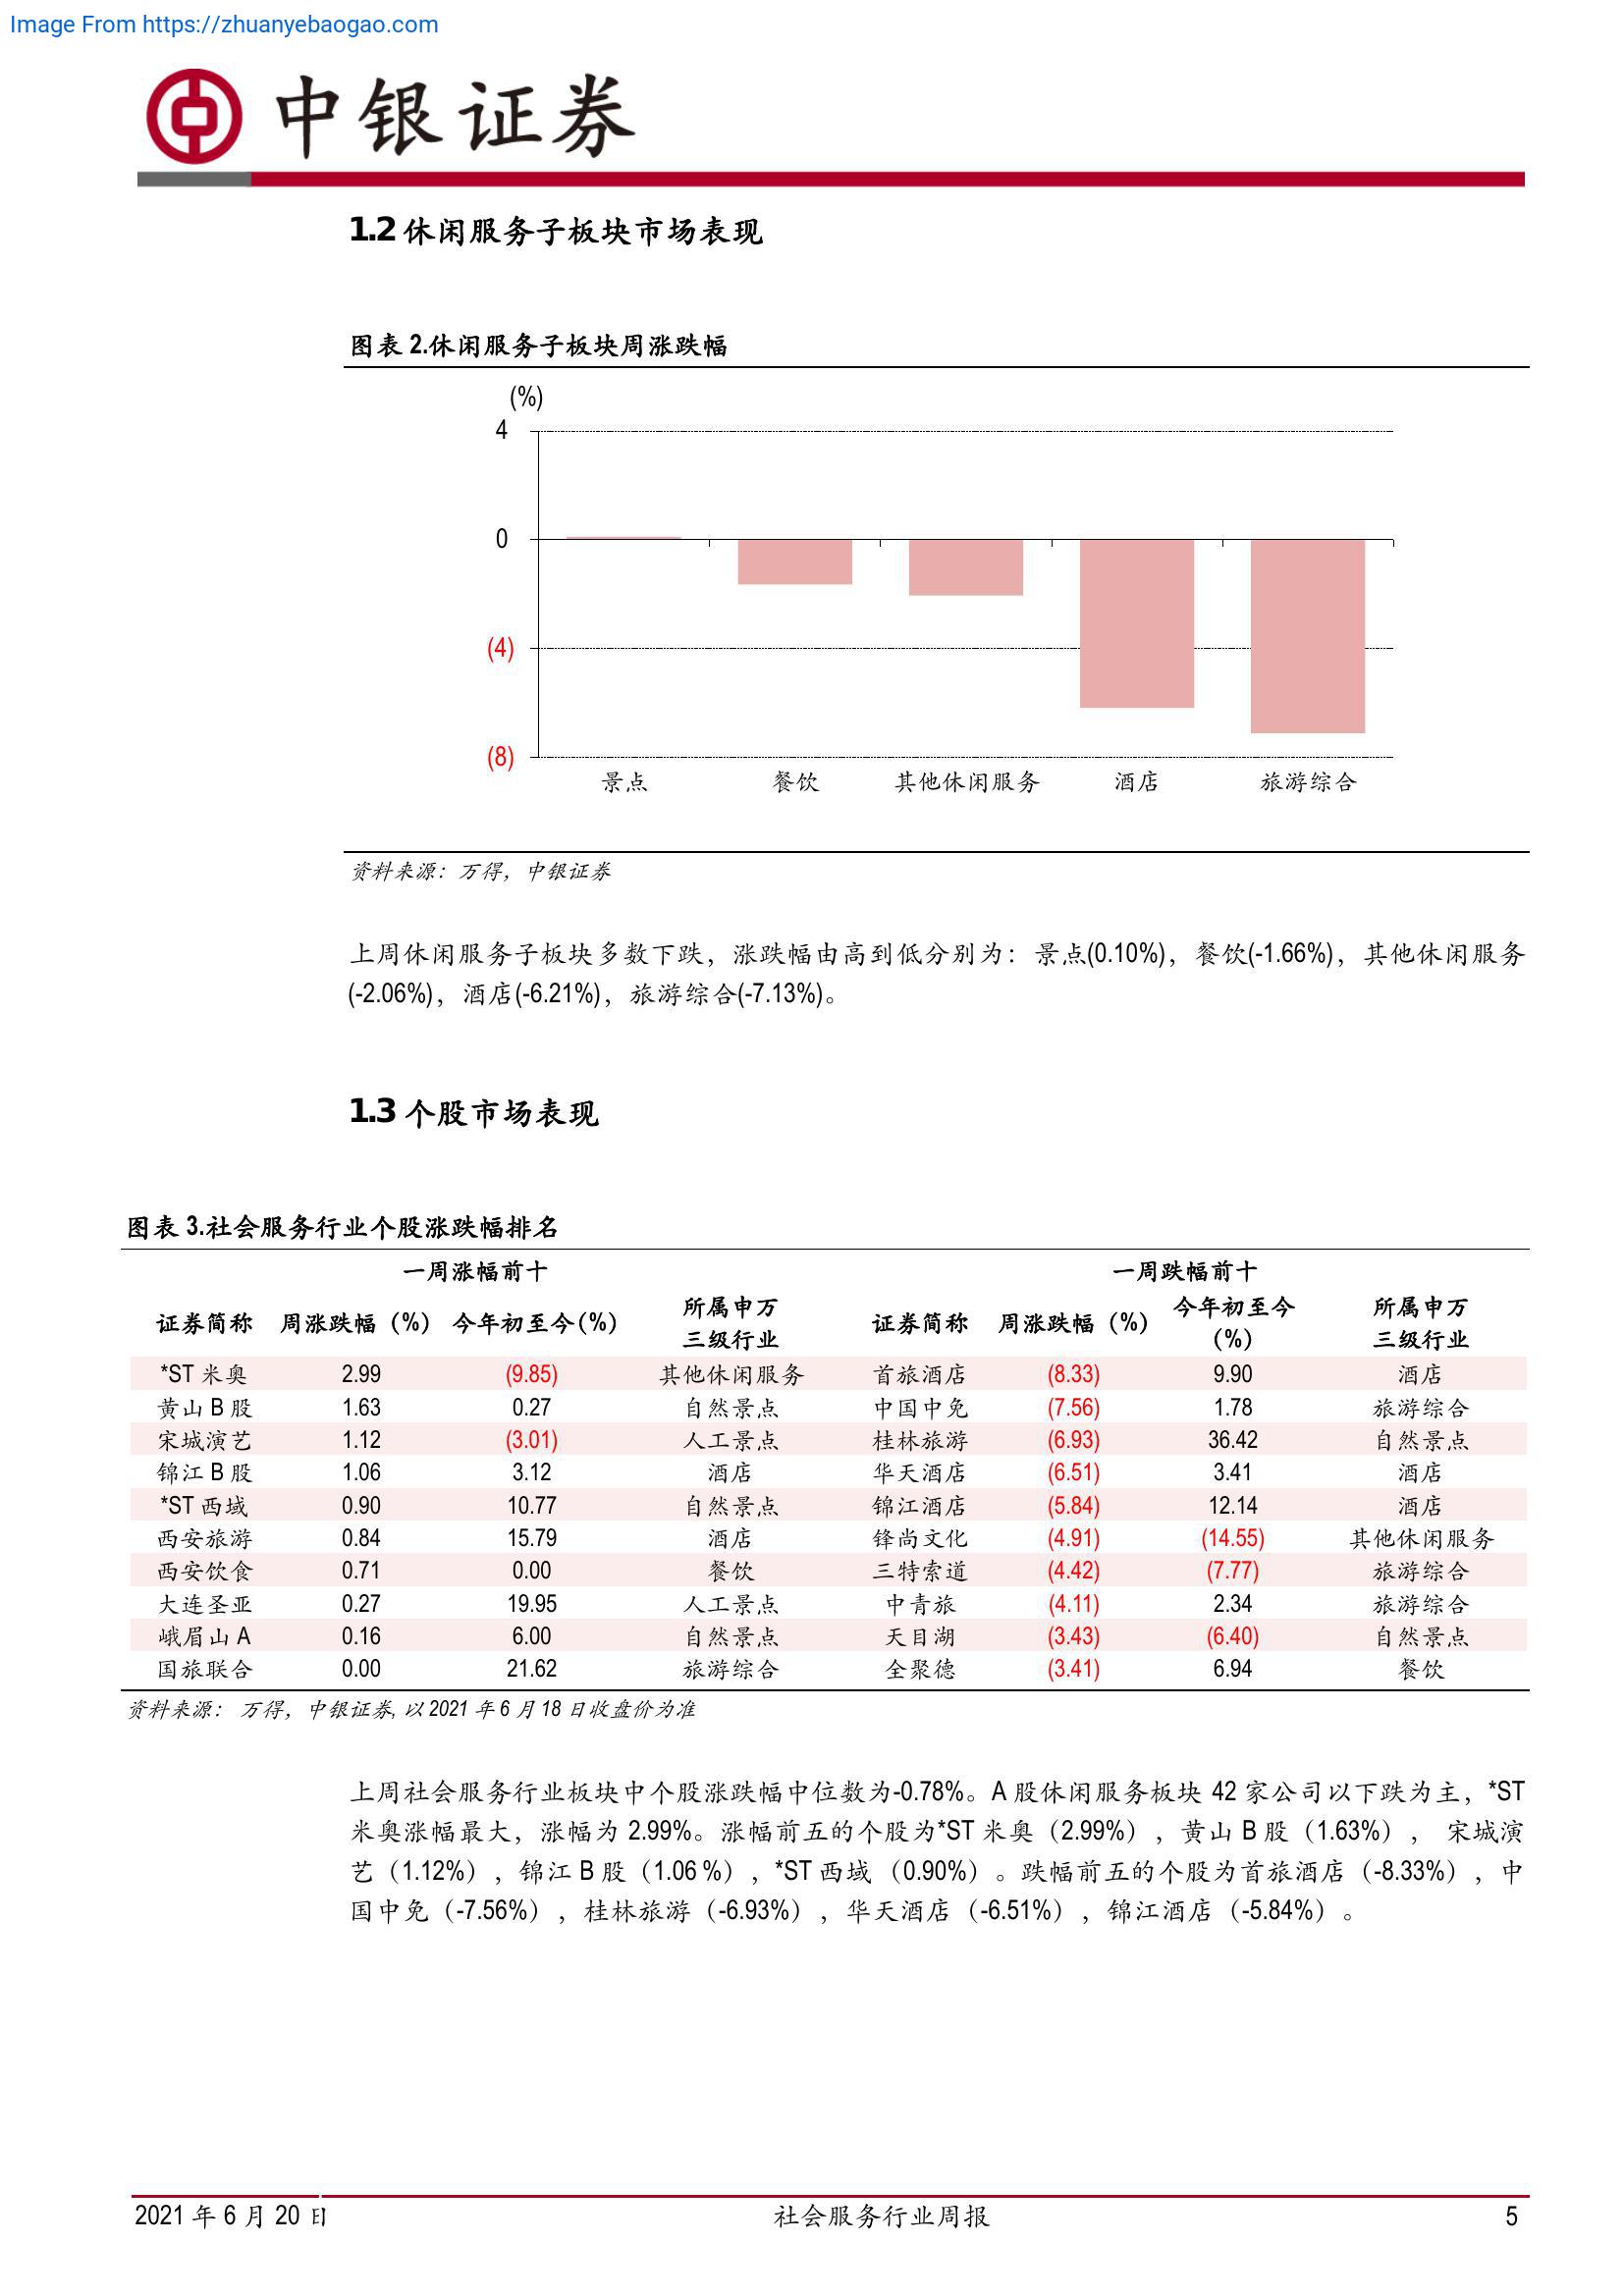 Image From https://zhuanyebaogao.com
中银证券
1.2 休闲服务子板块市场表现
图表 2.休闲服务子板块周涨跌幅
(%)
4
0
(4)
(8)
景点 餐饮 其他休闲服务 酒店 旅游综合
资料来源：万得，中银证券
上周休闲服务子板块多数下跌，涨跌幅由高到低分别为：景点(0.10%)，餐饮(-1.66%)，其他休闲服务
(-2.06%)，酒店(-6.21%)，旅游综合(-7.13%)。
1.3 个股市场表现
图表 3.社会服务行业个股涨跌幅排名
一周涨幅前十 一周跌幅前十
证券简称 周涨跌幅（%） 今年初至今(%) 所属申万三级行业 证券简称 周涨跌幅（%） 今年初至今(%) 所属申万三级行业
*ST 米奥 2.99 (9.85) 其他休闲服务 首旅酒店 (8.33) 9.90 酒店
黄山 B 股 1.63 0.27 自然景点 中国中免 (7.56) 1.78 旅游综合
宋城演艺 1.12 (3.01) 人工景点 桂林旅游 (6.93) 36.42 自然景点
锦江 B 股 1.06 3.12 酒店 华天酒店 (6.51) 3.41 酒店
*ST 西域 0.90 10.77 自然景点 锦江酒店 (5.84) 12.14 酒店
西安旅游 0.84 15.79 酒店 锋尚文化 (4.91) (14.55) 其他休闲服务
西安饮食 0.71 0.00 餐饮 三特索道 (4.42) (7.77) 旅游综合
大连圣亚 0.27 19.95 人工景点 中青旅 (4.11) 2.34 旅游综合
峨眉山 A 0.16 6.00 自然景点 天目湖 (3.43) (6.40) 自然景点
国旅联合 0.00 21.62 旅游综合 全聚德 (3.41) 6.94 餐饮
资料来源： 万得，中银证券, 以 2021 年 6 月 18 日收盘价为准
上周社会服务行业板块中个股涨跌幅中位数为-0.78%。A 股休闲服务板块 42 家公司以下跌为主，*ST
米奥涨幅最大，涨幅为 2.99%。涨幅前五的个股为*ST 米奥（2.99%）, 黄山 B 股（1.63%）, 宋城演
艺（1.12%）, 锦江 B 股（1.06 %）, *ST 西域（0.90%）。跌幅前五的个股为首旅酒店（-8.33%）, 中
国中免（-7.56%）, 桂林旅游（-6.93%）, 华天酒店（-6.51%）, 锦江酒店（-5.84%）。
2021 年 6 月 20 日 社会服务行业周报 5